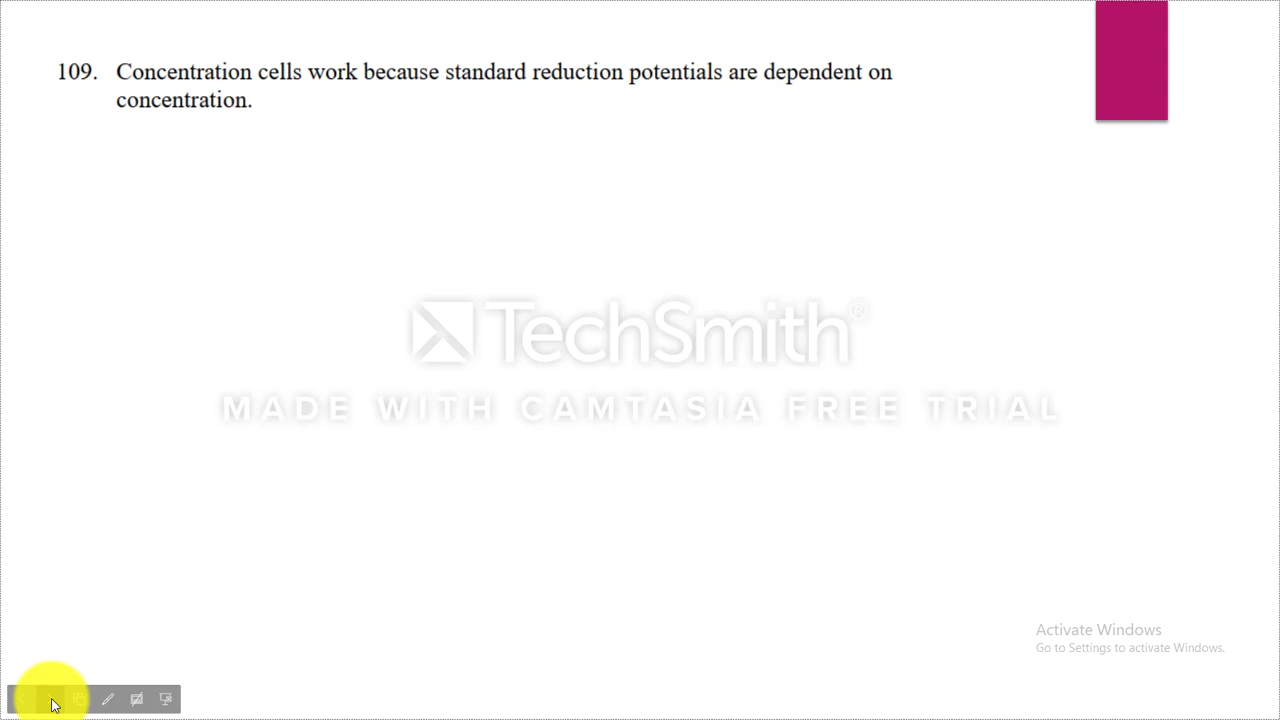 109. Concentration cells work because standard reduction potentials are dependent on
concentration.
TechSmith®
MADE WITH CAMTASIA FREE TRIAL
Activate Windows
Go to Settings to activate Windows.